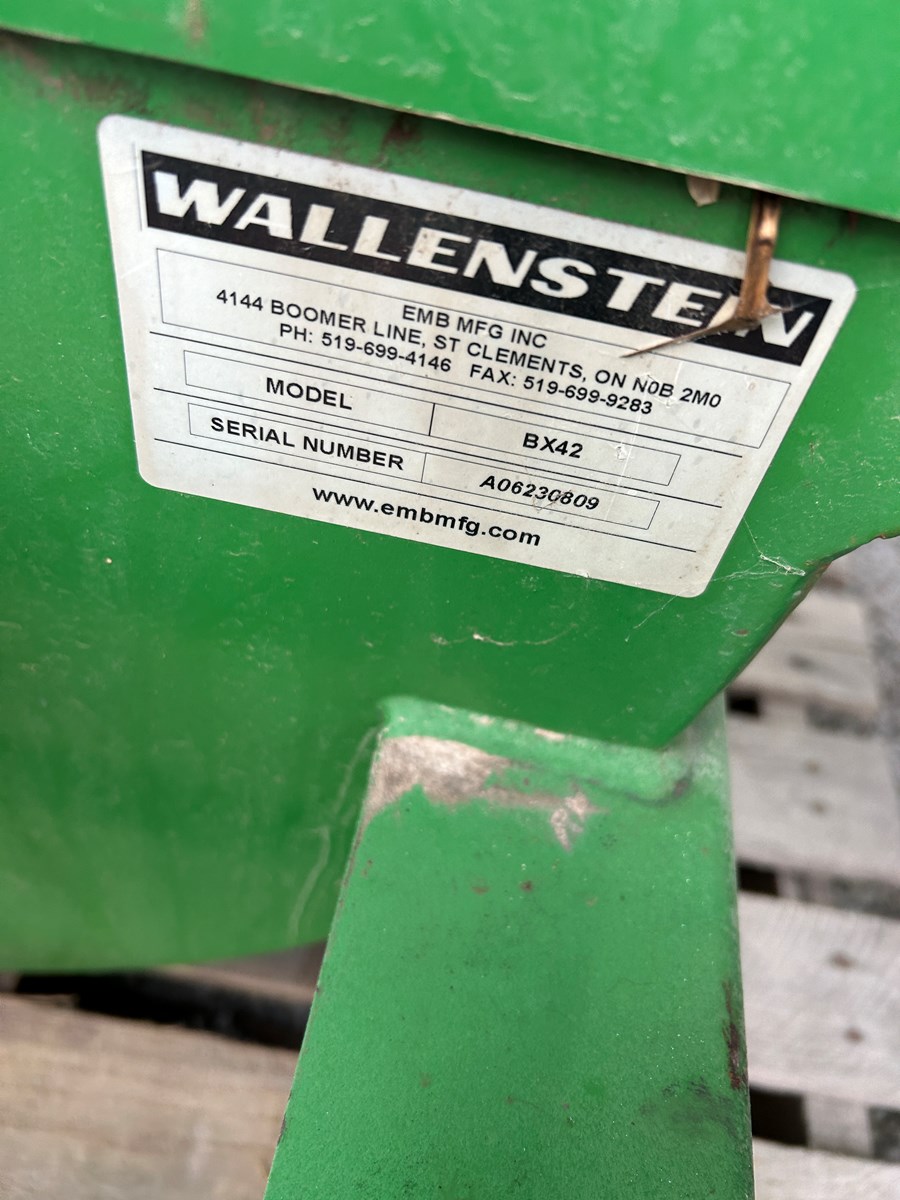 WALLENSTEIN
EMB MFG INC
4144 BOOMER LINE, ST CLEMENTS, ON N0B 2M0
PH: 519-699-4146 FAX: 519-699-9283
MODEL BX42
SERIAL NUMBER A06230809
www.embmfg.com